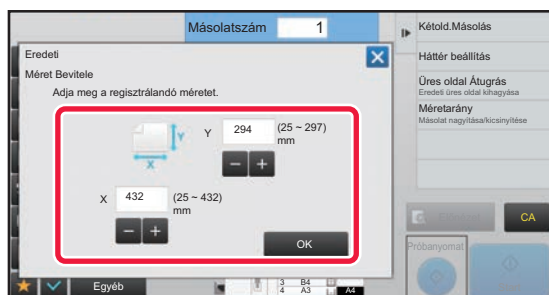 Másolatszám 1
Eredeti
Méret Bevitele
Adja meg a regisztrálandó méretet.
Y
X
Y 294 (25 ~ 297)
mm
X 432 (25 ~ 432)
mm
OK
Egyéb
3 B4
4 A3
A4
Kétold.Másolás
Háttér beállítás
Üres oldal Átugrás
Eredeti üres oldal kihagyása
Méretarány
Másolat nagyítása/kicsinyítése
CA
Próbanyomat